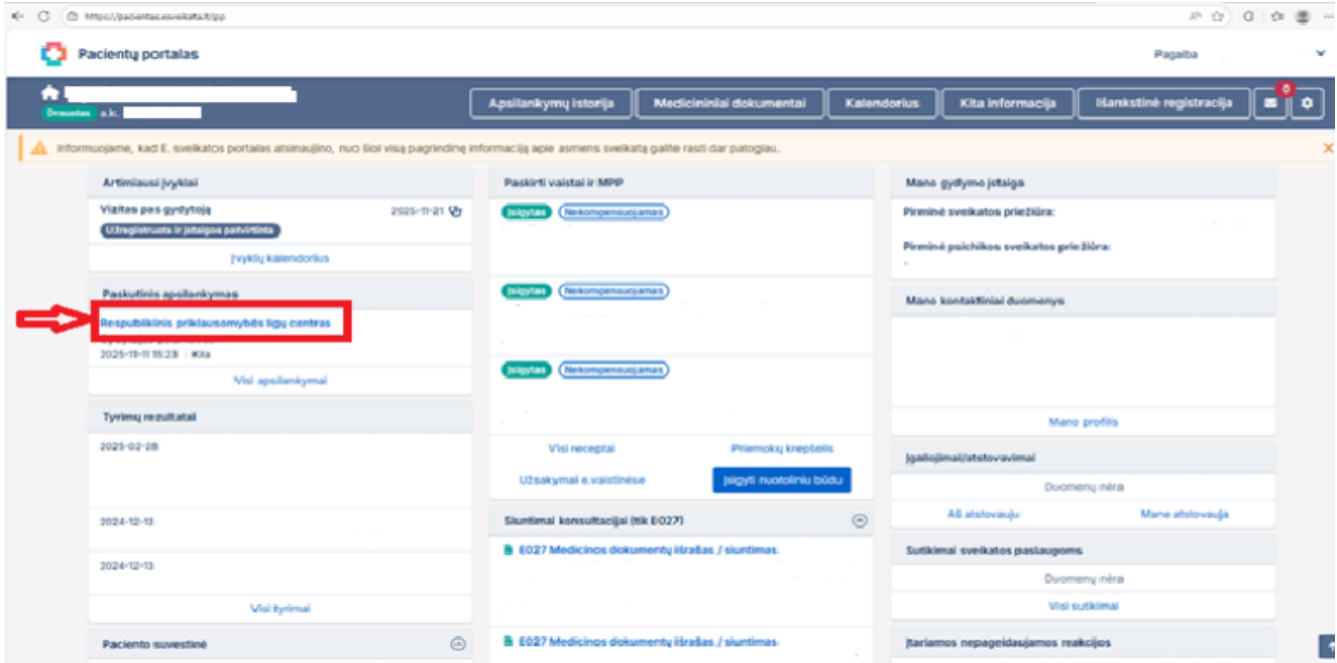 https://pacientas.esveikata.lt/pp
Pacientų portalas
Pagalba
Draustas a.k.
Apsilankymų istorija
Medicininiai dokumentai
Kalendorius
Kita informacija
Išankstinė registracija
0
Informuojame, kad E. sveikatos portalas atsinaujino, nuo šiol visą pagrindinę informaciją apie asmens sveikatą galite rasti dar patogiau.
Artimiausi įvykiai
Vizitas pas gydytoją 2025-11-21
Užregistruota ir įstaigos patvirtinta
Įvykių kalendorius
Paskutinis apsilankymas
Respublikinis priklausomybės ligų centras
2025-11-11 15:23 Kita
Visi apsilankymai
Tyrimų rezultatai
2025-02-28
2024-12-13
2024-12-13
Visi tyrimai
Paciento suvestinė
Paskirti vaistai ir MPP
Įsigytas Nekompensuojamas
Įsigytas Nekompensuojamas
Įsigytas Nekompensuojamas
Visi receptai Priemokų krepšelis
Užsakymai e.vaistinėse Įsigyti nuotoliniu būdu
Siuntimai konsultacijai (tik E027)
E027 Medicinos dokumentų išrašas / siuntimas
E027 Medicinos dokumentų išrašas / siuntimas
Mano gydymo įstaiga
Pirminė sveikatos priežiūra:
Pirminė psichikos sveikatos priežiūra:
-
Mano kontaktiniai duomenys
Mano profilis
Įgaliojimai/atstovavimai
Duomenų nėra
Aš atstovauju Mane atstovauja
Sutikimai sveikatos paslaugoms
Duomenų nėra
Visi sutikimai
Įtariamos nepageidaujamos reakcijos